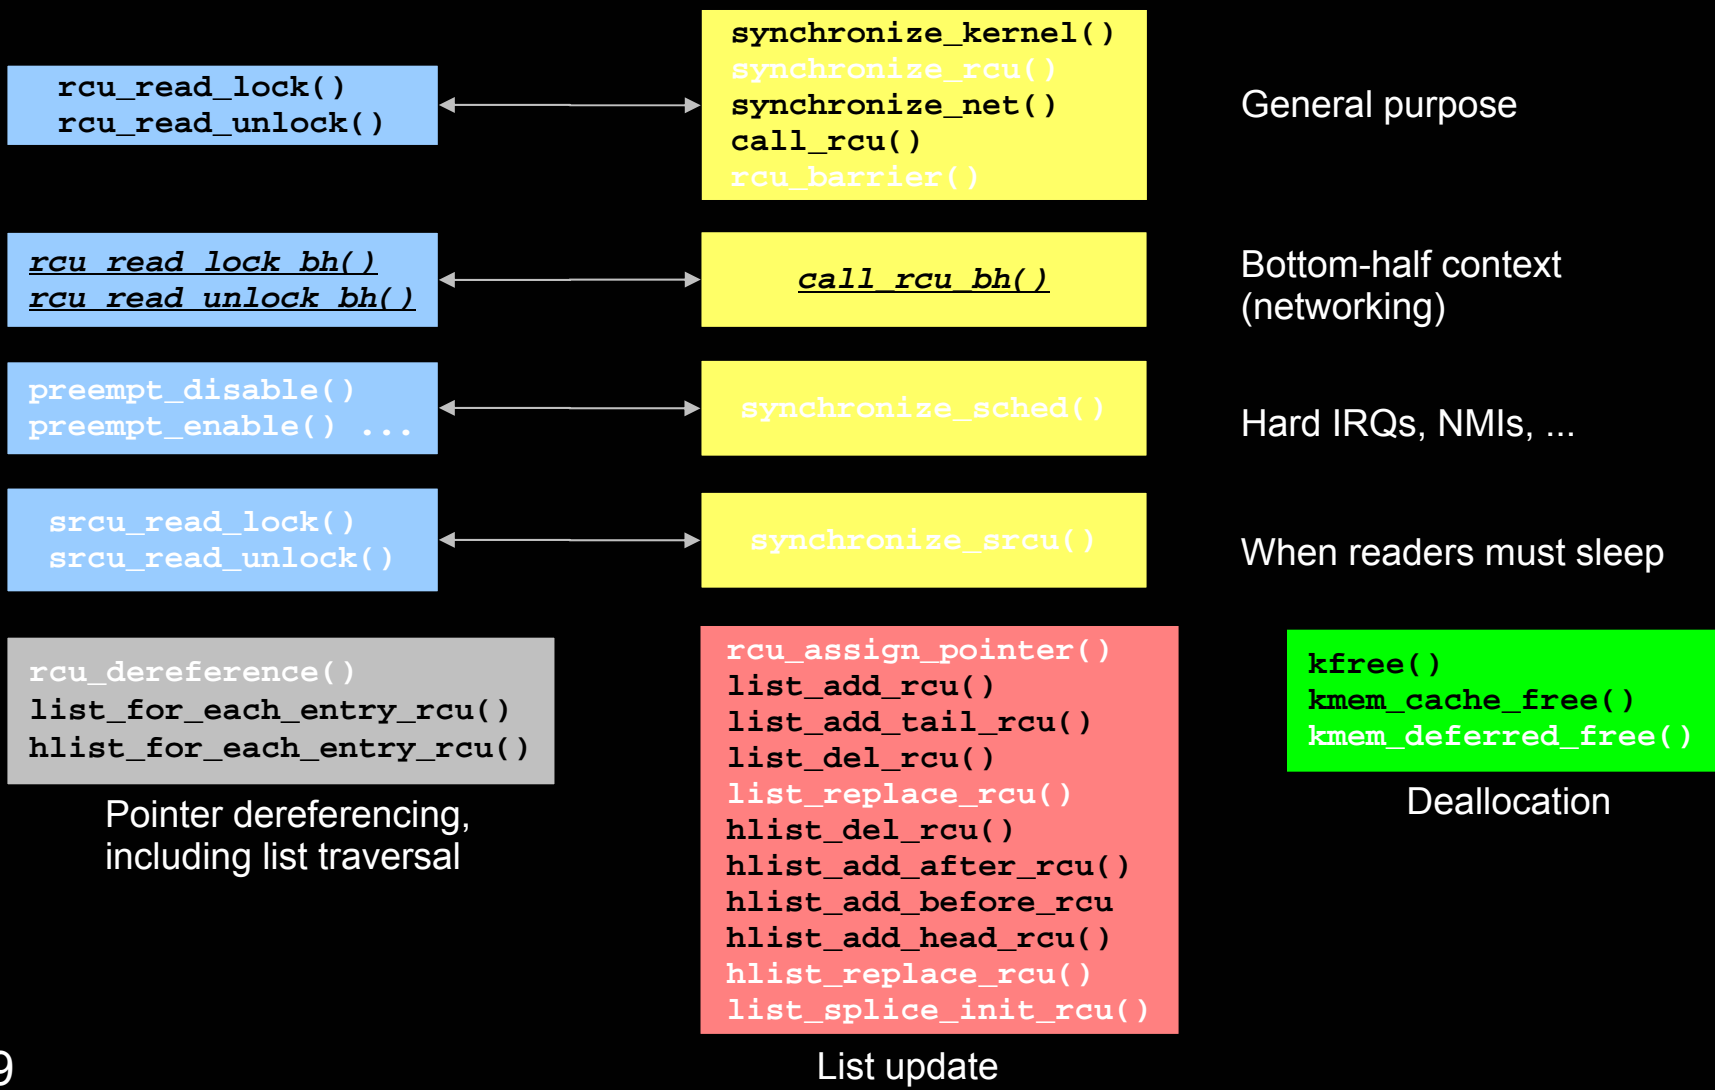 rcu_read_lock()
rcu_read_unlock()
synchronize_kernel()
synchronize_rcu()
synchronize_net()
call_rcu()
rcu_barrier()
General purpose
rcu_read_lock_bh()
rcu_read_unlock_bh()
call_rcu_bh()
Bottom-half context
(networking)
preempt_disable()
preempt_enable() ...
synchronize_sched()
Hard IRQs, NMIs, ...
srcu_read_lock()
srcu_read_unlock()
synchronize_srcu()
When readers must sleep
rcu_dereference()
list_for_each_entry_rcu()
hlist_for_each_entry_rcu()
Pointer dereferencing,
including list traversal
rcu_assign_pointer()
list_add_rcu()
list_add_tail_rcu()
list_del_rcu()
list_replace_rcu()
hlist_del_rcu()
hlist_add_after_rcu()
hlist_add_before_rcu
hlist_add_head_rcu()
hlist_replace_rcu()
list_splice_init_rcu()
List update
kfree()
kmem_cache_free()
kmem_deferred_free()
Deallocation
9